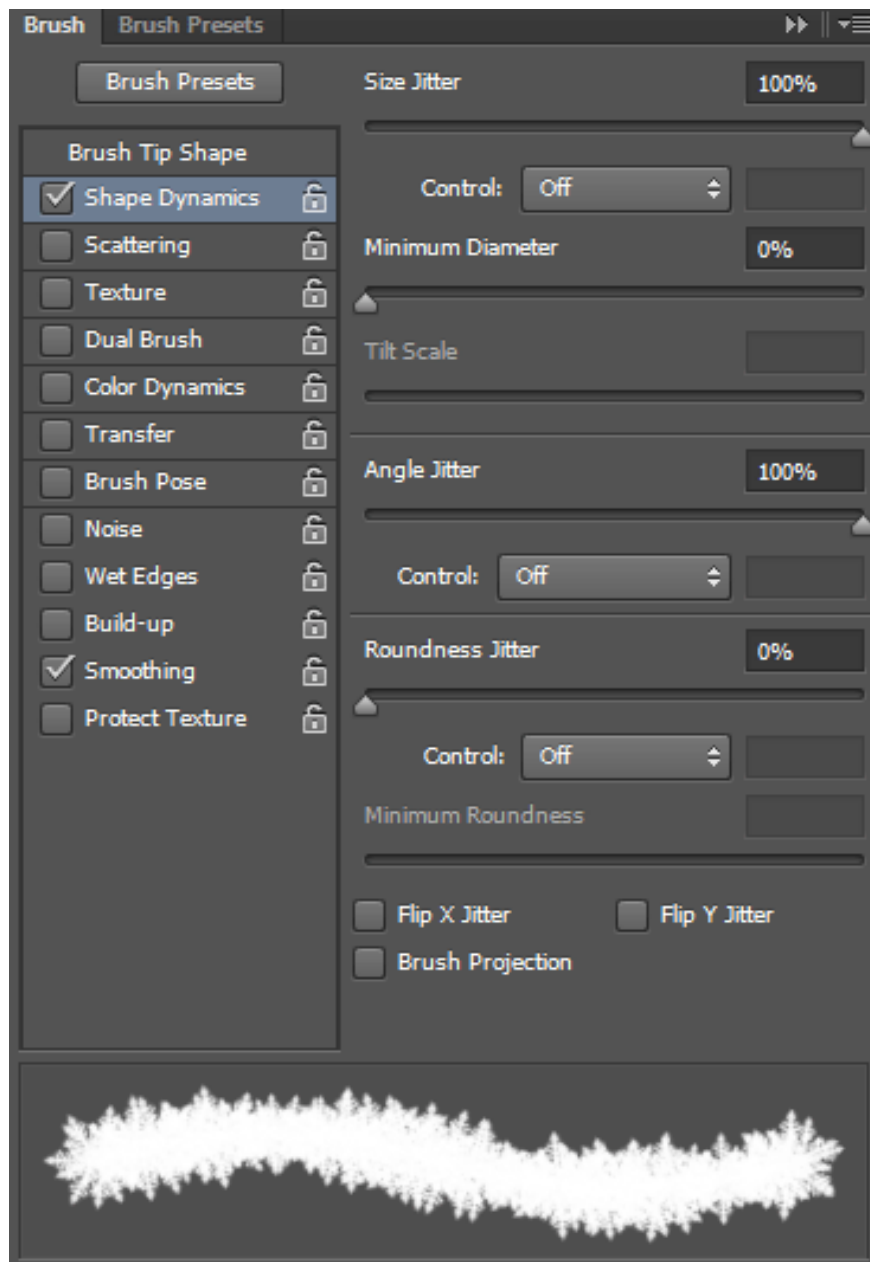 Brush Brush Presets
Brush Presets
Brush Tip Shape
Shape Dynamics
Scattering
Texture
Dual Brush
Color Dynamics
Transfer
Brush Pose
Noise
Wet Edges
Build-up
Smoothing
Protect Texture
Size Jitter 100%
Control: Off
Minimum Diameter 0%
Tilt Scale
Angle Jitter 100%
Control: Off
Roundness Jitter 0%
Control: Off
Minimum Roundness
Flip X Jitter Flip Y Jitter
Brush Projection